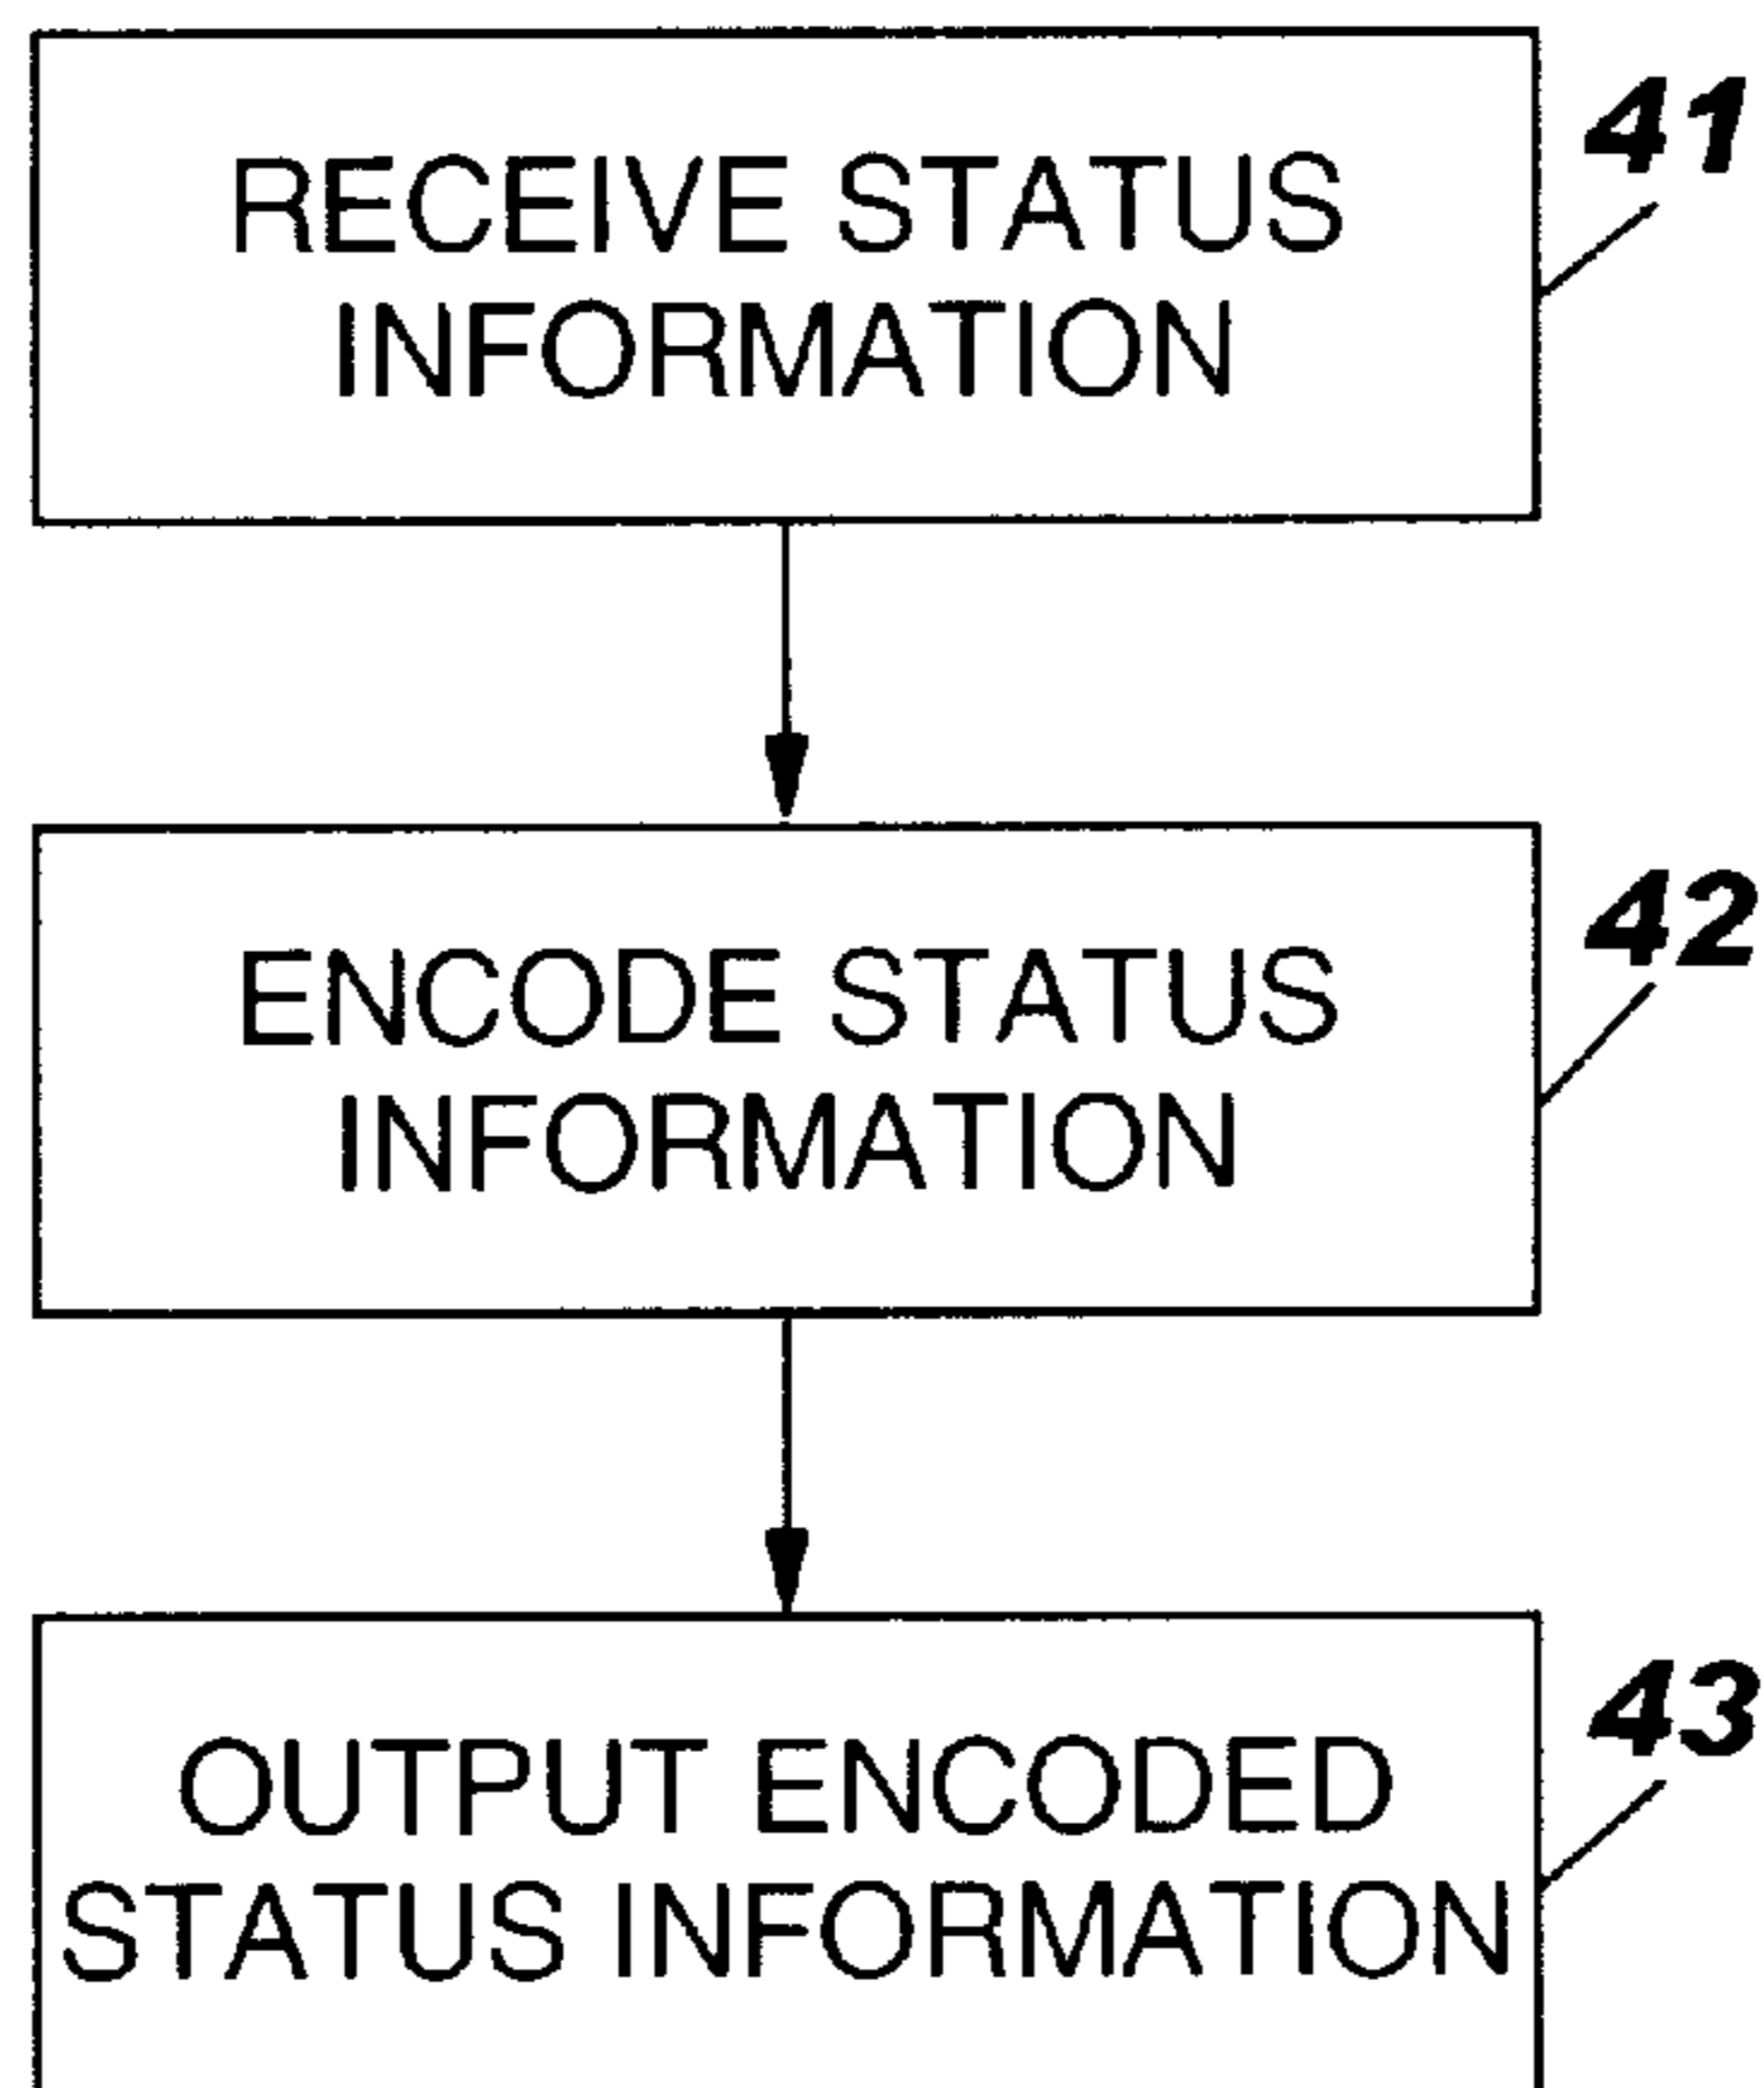 RECEIVE STATUS
INFORMATION
41
ENCODE STATUS
INFORMATION
42
OUTPUT ENCODED
STATUS INFORMATION
43